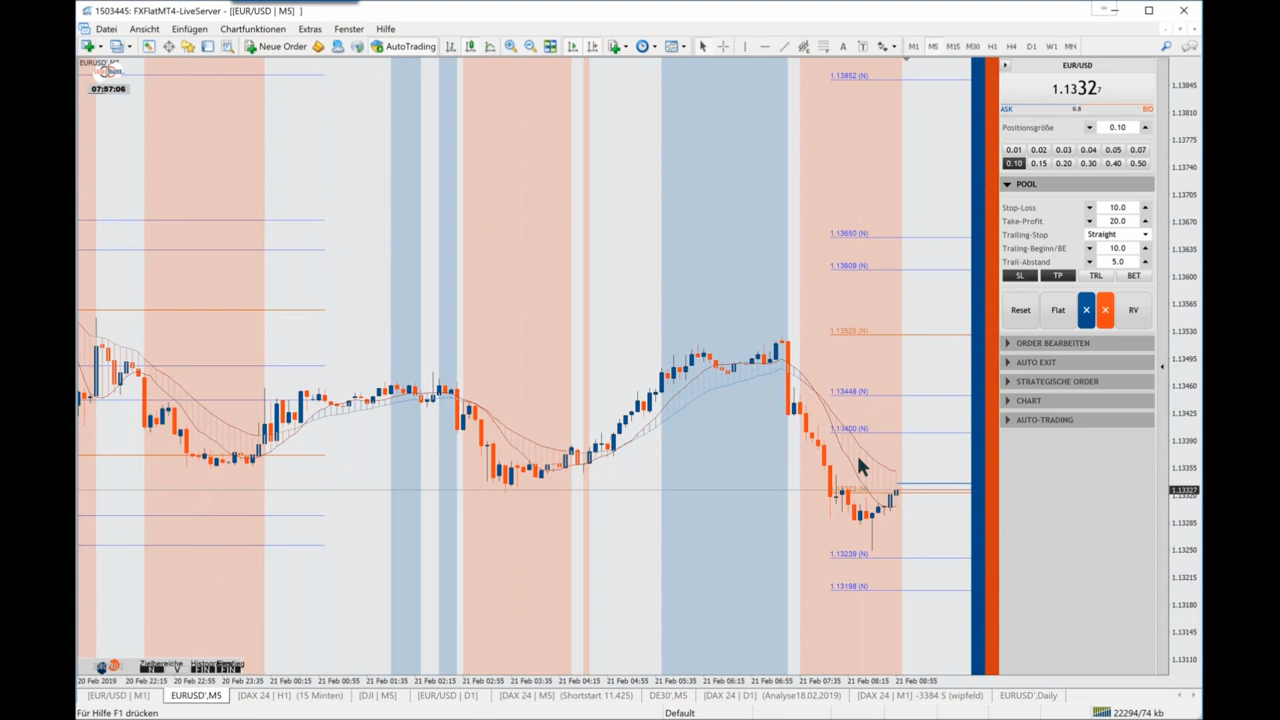 1503445: FXFlatMT4-LiveServer - [[EUR/USD | M5] ]
Datei Ansicht Einfügen Chartfunktionen Extras Fenster Hilfe
Neue Order AutoTrading M1 M5 M15 M30 H1 H4 D1 W1 MN
EURUSD',M5
07:57:06
1.13852 (N)
1.13650 (N)
1.13609 (N)
1.13525 (N)
1.13448 (N)
1.13400 (N)
1.13239 (N)
1.13198 (N)
EUR/USD
1.13327
ASK 0.8 BID
Positionsgröße 0.10
0.01 0.02 0.03 0.04 0.05 0.07
0.10 0.15 0.20 0.30 0.40 0.50
POOL
Stop-Loss 10.0
Take-Profit 20.0
Trailing-Stop Straight
Traling-Beginn/BE 10.0
Trail-Abstand 5.0
SL TP TRL BET
Reset Flat × × RV
ORDER BEARBEITEN
AUTO EXIT
STRATEGISCHE ORDER
CHART
AUTO-TRADING
1.13845
1.13810
1.13775
1.13740
1.13705
1.13670
1.13635
1.13600
1.13565
1.13530
1.13495
1.13460
1.13425
1.13390
1.13355
1.13327
1.13320
1.13285
1.13250
1.13215
1.13180
1.13145
1.13110
Zielbereiche
N V FIN FIN
20 Feb 2019 20 Feb 22:15 20 Feb 22:55 20 Feb 23:35 21 Feb 00:15 21 Feb 00:55 21 Feb 01:35 21 Feb 02:15 21 Feb 02:55 21 Feb 03:35 21 Feb 04:15 21 Feb 04:55 21 Feb 05:35 21 Feb 06:15 21 Feb 06:55 21 Feb 07:35 21 Feb 08:15 21 Feb 08:55
[EUR/USD | M1] EURUSD',M5 [DAX 24 | H1] (15 Minuten) [DJI | M5] [EUR/USD | D1] [DAX 24 | M5] (Shortstart 11.425) DE30',M5 [DAX 24 | D1] (Analyse18.02.2019) [DAX 24 | M1] -3384 S (wipfeld) EURUSD',Daily
Für Hilfe F1 drücken Default 22294/74 kb